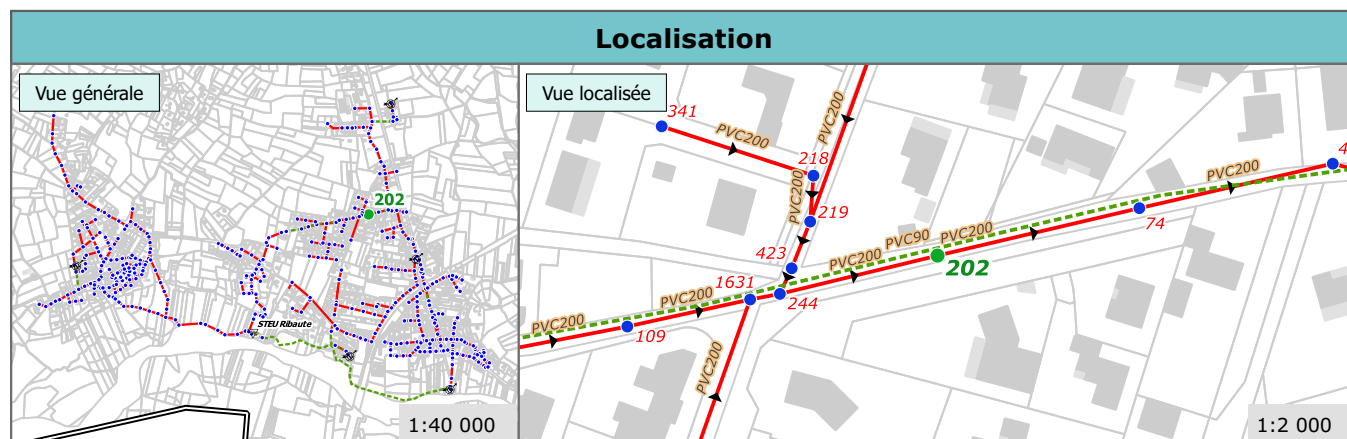 Localisation
Vue générale
202
STEU Ribaute
1:40 000
Vue localisée
341
PVC200
218
PVC200
PVC200
219
423
PVC200
4
74
PVC90
PVC200
PVC200
202
1631
244
PVC200
109
PVC200
PVC200
1:2 000